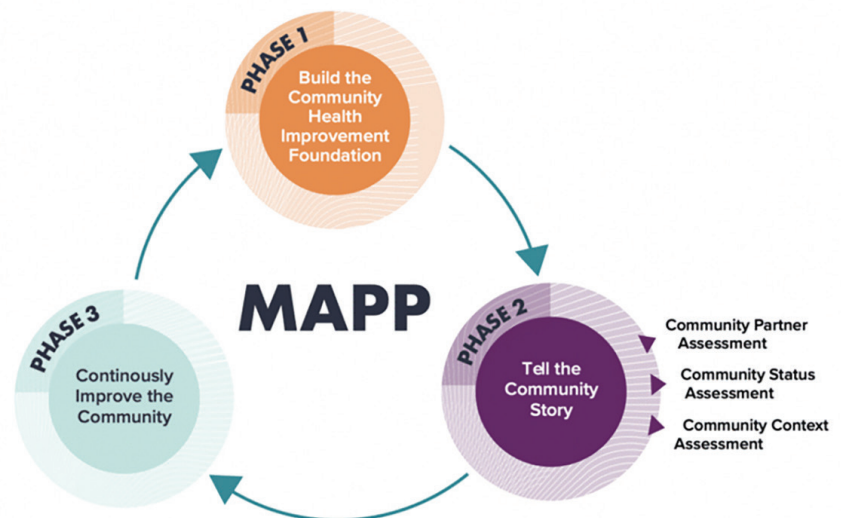 PHASE 1
Build the
Community
Health
Improvement
Foundation
MAPP
PHASE 2
Tell the
Community
Story
Community Partner
Assessment
Community Status
Assessment
Community Context
Assessment
PHASE 3
Continously
Improve the
Community